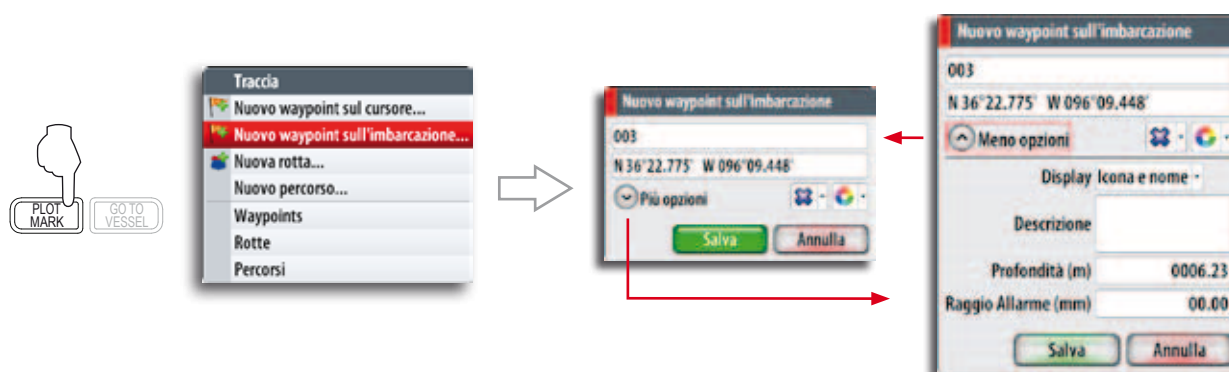 PLOT
MARK
GO TO
VESSEL
Traccia
Nuovo waypoint sul cursore...
Nuovo waypoint sull'imbarcazione...
Nuova rotta...
Nuovo percorso...
Waypoints
Rotte
Percorsi
Nuovo waypoint sull'imbarcazione
003
N 36°22.775' W 096°09.448'
Più opzioni
Salva Annulla
Nuovo waypoint sull'imbarcazione
003
N 36°22.775' W 096°09.448'
Meno opzioni
Display Icona e nome
Descrizione
Profondità (m) 0006.23
Raggio Allarme (mm) 00.00
Salva Annulla